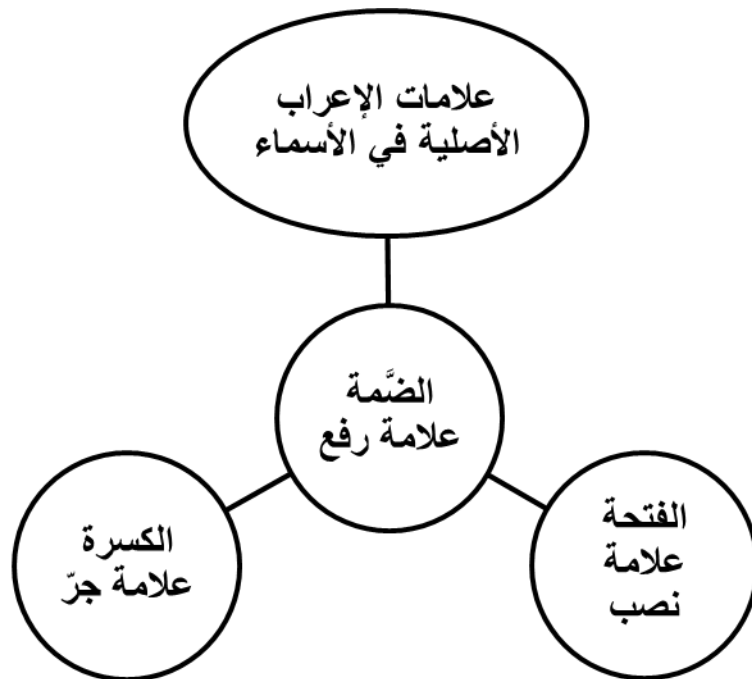 علامات الإعراب
الأصلية في الأسماء
الضَّمة
علامة رفع
الفتحة
علامة
نصب
الكسرة
علامة جرّ